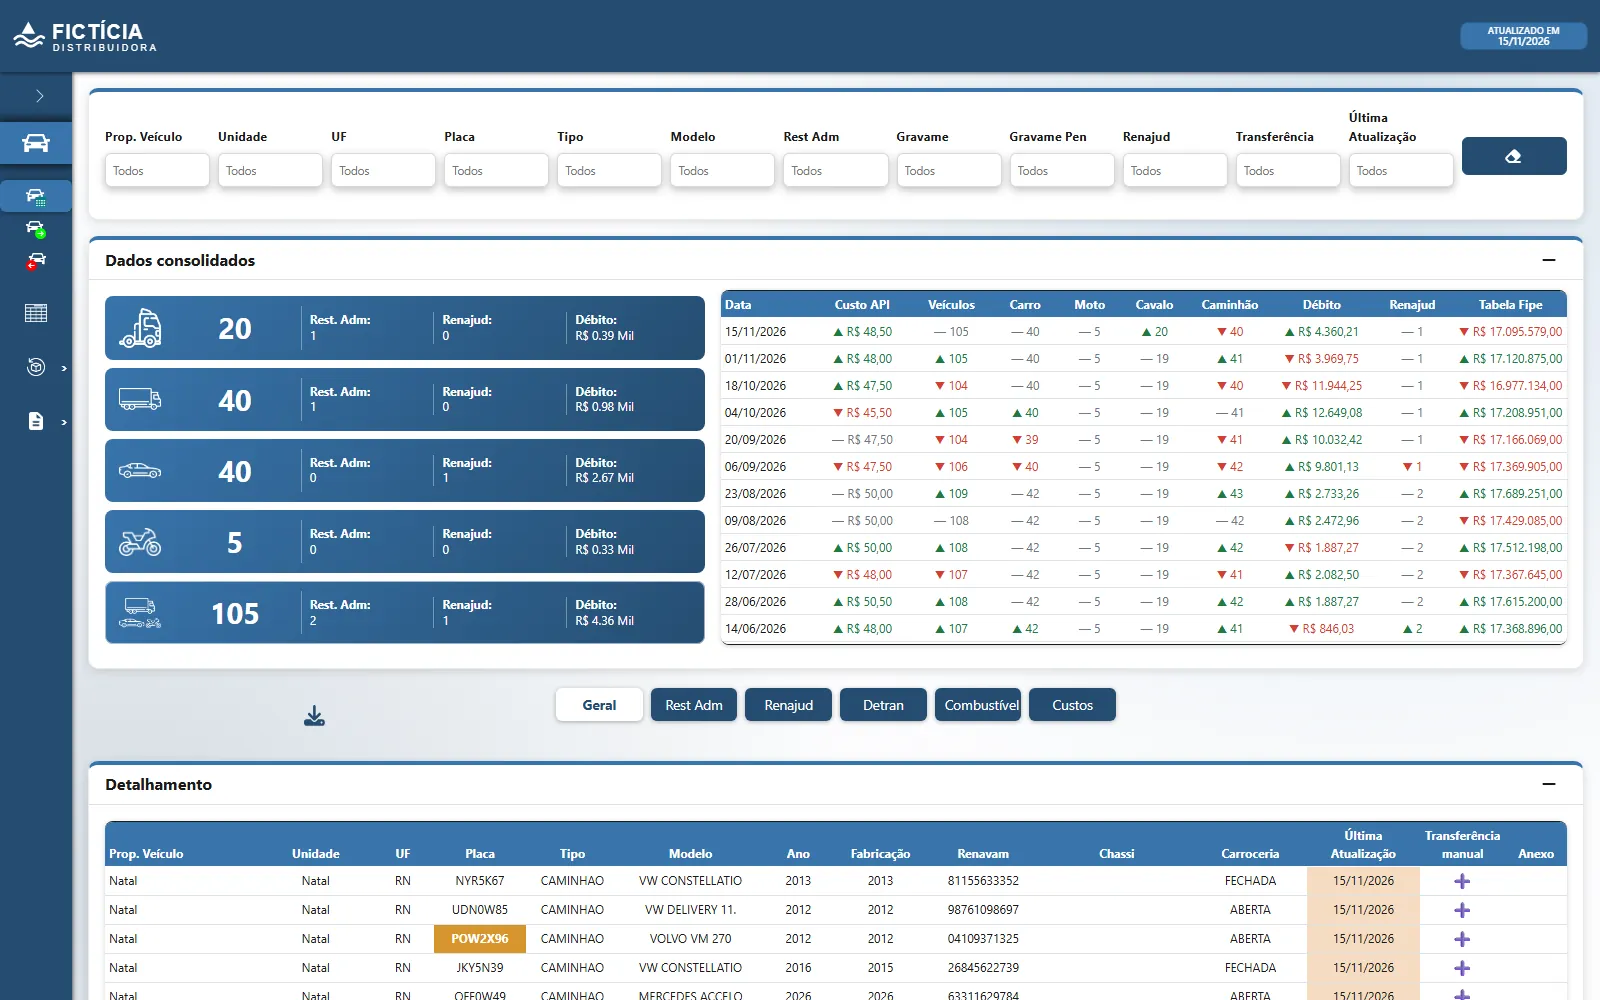 FICTÍCIA
DISTRIBUIDORA
ATUALIZADO EM
15/11/2026
Prop. Veículo Unidade UF Placa Tipo Modelo Rest Adm Gravame Gravame Pen Renajud Transferência Última Atualização
Todos Todos Todos Todos Todos Todos Todos Todos Todos Todos Todos Todos
Dados consolidados
20 Rest. Adm: 1 Renajud: 0 Débito: R$ 0.39 Mil
40 Rest. Adm: 1 Renajud: 0 Débito: R$ 0.98 Mil
40 Rest. Adm: 0 Renajud: 1 Débito: R$ 2.67 Mil
5 Rest. Adm: 0 Renajud: 0 Débito: R$ 0.33 Mil
105 Rest. Adm: 2 Renajud: 1 Débito: R$ 4.36 Mil
Data Custo API Veículos Carro Moto Cavalo Caminhão Débito Renajud Tabela Fipe
15/11/2026 ▲ R$ 48,50 — 105 — 40 — 5 ▲ 20 ▼ 40 ▲ R$ 4.360,21 — 1 ▼ R$ 17.095.579,00
01/11/2026 ▲ R$ 48,00 ▲ 105 — 40 — 5 — 19 ▲ 41 ▼ R$ 3.969,75 — 1 ▲ R$ 17.120.875,00
18/10/2026 ▲ R$ 47,50 ▼ 104 — 40 — 5 — 19 ▼ 40 ▼ R$ 11.944,25 — 1 ▼ R$ 16.977.134,00
04/10/2026 ▼ R$ 45,50 ▲ 105 ▲ 40 — 5 — 19 — 41 ▲ R$ 12.649,08 — 1 ▲ R$ 17.208.951,00
20/09/2026 — R$ 47,50 ▼ 104 ▼ 39 — 5 — 19 ▼ 41 ▲ R$ 10.032,42 — 1 ▼ R$ 17.166.069,00
06/09/2026 ▼ R$ 47,50 ▼ 106 ▼ 40 — 5 — 19 ▼ 42 ▲ R$ 9.801,13 ▼ 1 ▼ R$ 17.369.905,00
23/08/2026 — R$ 50,00 ▲ 109 — 42 — 5 — 19 ▲ 43 ▲ R$ 2.733,26 — 2 ▲ R$ 17.689.251,00
09/08/2026 — R$ 50,00 — 108 — 42 — 5 — 19 — 42 ▲ R$ 2.472,96 — 2 ▼ R$ 17.429.085,00
26/07/2026 ▲ R$ 50,00 ▲ 108 — 42 — 5 — 19 ▲ 42 ▼ R$ 1.887,27 — 2 ▲ R$ 17.512.198,00
12/07/2026 ▼ R$ 48,00 ▼ 107 — 42 — 5 — 19 ▼ 41 ▲ R$ 2.082,50 — 2 ▼ R$ 17.367.645,00
28/06/2026 ▲ R$ 50,50 ▲ 108 — 42 — 5 — 19 ▲ 42 ▲ R$ 1.887,27 — 2 ▲ R$ 17.615.200,00
14/06/2026 ▲ R$ 48,00 ▲ 107 ▲ 42 — 5 — 19 ▲ 41 ▼ R$ 846,03 ▲ 2 ▲ R$ 17.368.896,00
Geral Rest Adm Renajud Detran Combustível Custos
Detalhamento
Prop. Veículo Unidade UF Placa Tipo Modelo Ano Fabricação Renavam Chassi Carroceria Última Atualização Transferência manual Anexo
Natal Natal RN NYR5K67 CAMINHAO VW CONSTELLATIO 2013 2013 81155633352 FECHADA 15/11/2026
Natal Natal RN UDN0W85 CAMINHAO VW DELIVERY 11. 2012 2012 98761098697 ABERTA 15/11/2026
Natal Natal RN POW2X96 CAMINHAO VOLVO VM 270 2012 2012 04109371325 ABERTA 15/11/2026
Natal Natal RN JKY5N39 CAMINHAO VW CONSTELLATIO 2016 2015 26845622739 FECHADA 15/11/2026
Natal Natal RN CAMINHAO MERCEDES ACCELO 2026 2026 63311629784 ABERTA 15/11/2026